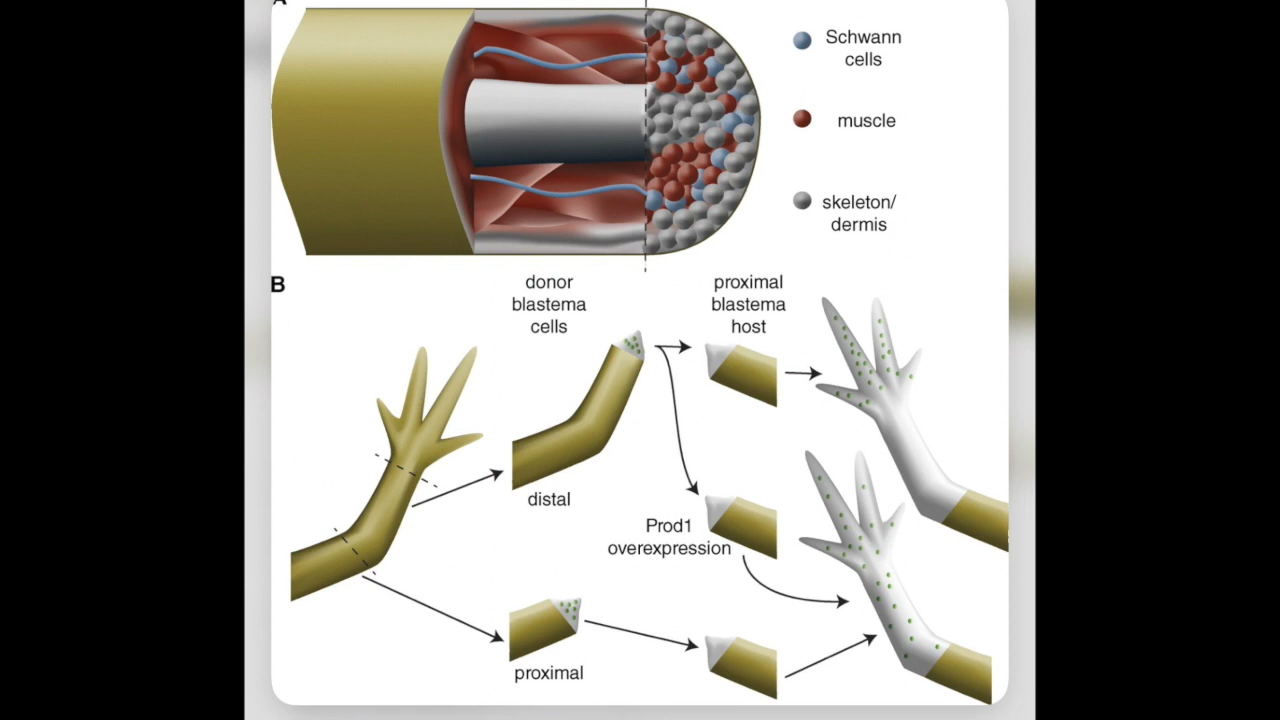 A
Schwann
cells
muscle
skeleton/
dermis
B
donor
blastema
cells
proximal
blastema
host
distal
Prod1
overexpression
proximal